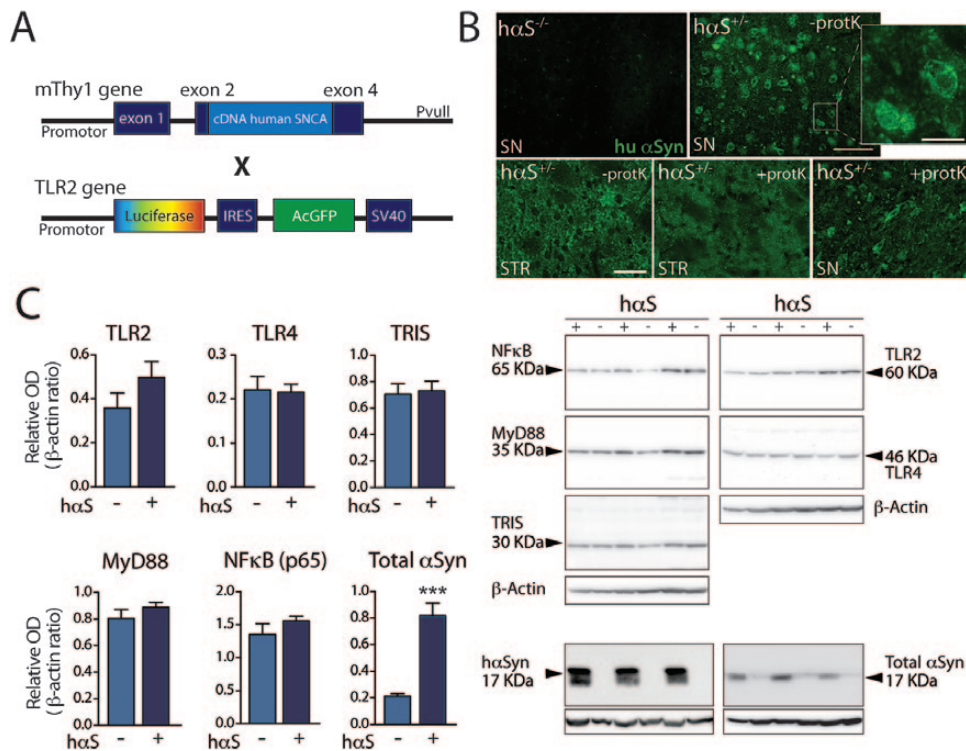 A
mThy1 gene
exon 2
exon 4
exon 1
cDNA human SNCA
PvuII
Promotor
X
TLR2 gene
Luciferase
IRES
AcGFP
SV40
Promotor
B
hαS-/-
SN
hu αSyn
hαS+/-
-protK
SN
hαS+/-
-protK
STR
hαS+/-
+protK
STR
hαS+/-
+protK
SN
C
TLR2
Relative OD
(β-actin ratio)
0.6
0.4
0.2
0.0
hαS - +
TLR4
0.3
0.2
0.1
0.0
- +
TRIS
1.0
0.8
0.6
0.4
0.2
0.0
- +
MyD88
Relative OD
(β-actin ratio)
1.0
0.8
0.6
0.4
0.2
0.0
hαS - +
NFκB (p65)
2.0
1.5
1.0
0.5
0.0
- +
Total αSyn
***
1.0
0.8
0.6
0.4
0.2
0.0
hαS - +
hαS
+ - + - + -
NFκB
65 KDa
MyD88
35 KDa
TRIS
30 KDa
β-Actin
hαS
+ - + - + -
TLR2
60 KDa
46 KDa
TLR4
β-Actin
hαSyn
17 KDa
Total αSyn
17 KDa